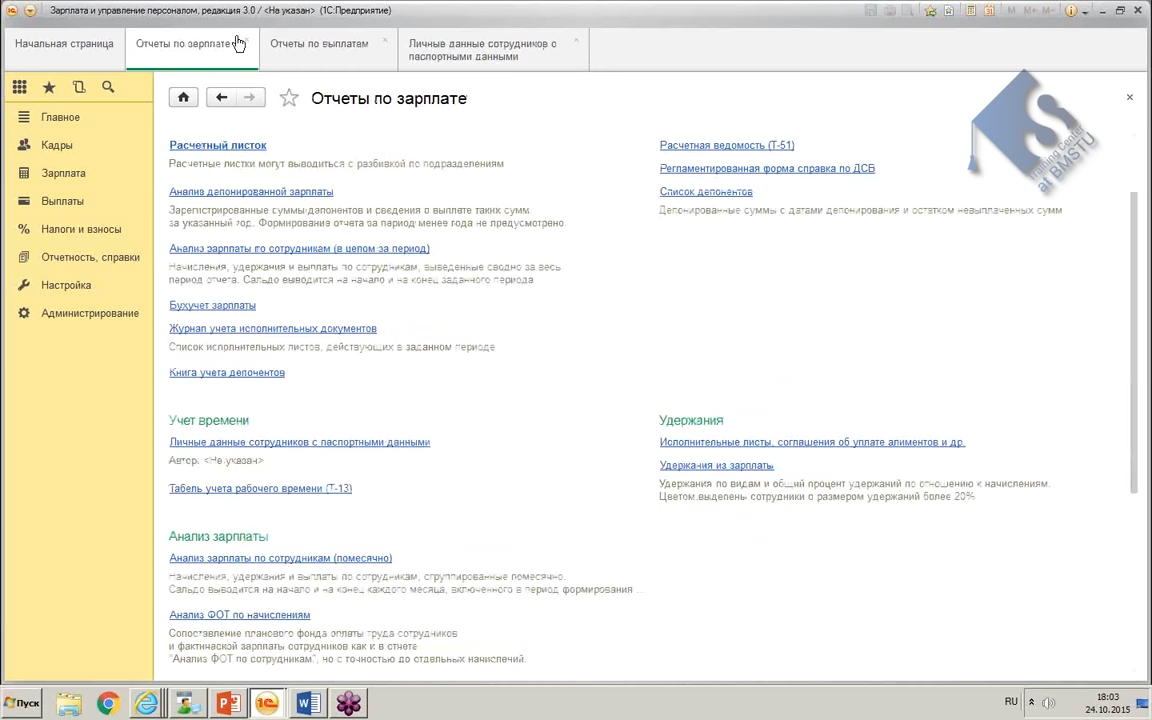 Зарплата и управление персоналом, редакция 3.0 / <Не указан> (1С:Предприятие)
M M+ M-
Начальная страница
Отчеты по зарплате
Отчеты по выплатам
Личные данные сотрудников с
паспортными данными
Главное
Кадры
Зарплата
Выплаты
Налоги и взносы
Отчетность, справки
Настройка
Администрирование
Отчеты по зарплате
Расчетный листок
Расчетные листки могут выводиться с разбивкой по подразделениям
Анализ депонированной зарплаты
Зарегистрированные суммы депонентов и сведения о выплате таких сумм
за указанный год. Формирование отчета за период менее года не предусмотрено
Анализ зарплаты по сотрудникам (в целом за период)
Начисления, удержания и выплаты по сотрудникам, выведенные сводно за весь
период отчета. Сальдо выводится на начало и на конец заданного периода
Бухучет зарплаты
Журнал учета исполнительных документов
Список исполнительных листов, действующих в заданном периоде
Книга учета депонентов
Расчетная ведомость (Т-51)
Регламентированная форма справка по ДСВ
Список депонентов
Депонированные суммы с датами депонирования и остатком невыплаченных сумм
Учет времени
Личные данные сотрудников с паспортными данными
Автор: <Не указан>
Табель учета рабочего времени (Т-13)
Удержания
Исполнительные листы, соглашения об уплате алиментов и др.
Удержания из зарплаты
Удержания по видам и общий процент удержаний по отношению к начислениям.
Цветом выделены сотрудники с размером удержаний более 20%
Анализ зарплаты
Анализ зарплаты по сотрудникам (помесячно)
Начисления, удержания и выплаты по сотрудникам, сгруппированные помесячно.
Сальдо выводится на начало и на конец каждого месяца, включенного в период формирования ...
Анализ ФОТ по начислениям
Сопоставление планового фонда оплаты труда сотрудников
и фактической зарплаты сотрудников как и в отчете
"Анализ ФОТ по сотрудникам", но с точностью до отдельных начислений.
Training Center
at BMSTU
Пуск
RU
18:03
24.10.2015